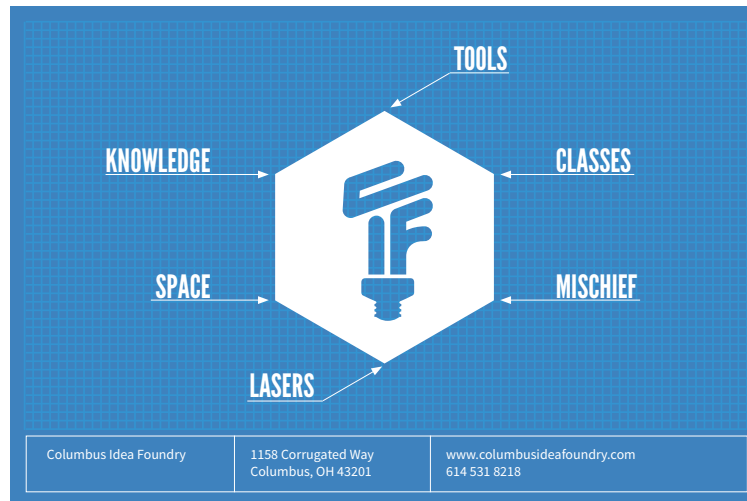 TOOLS
KNOWLEDGE
CLASSES
SPACE
MISCHIEF
LASERS
Columbus Idea Foundry
1158 Corrugated Way
Columbus, OH 43201
www.columbusideafoundry.com
614 531 8218